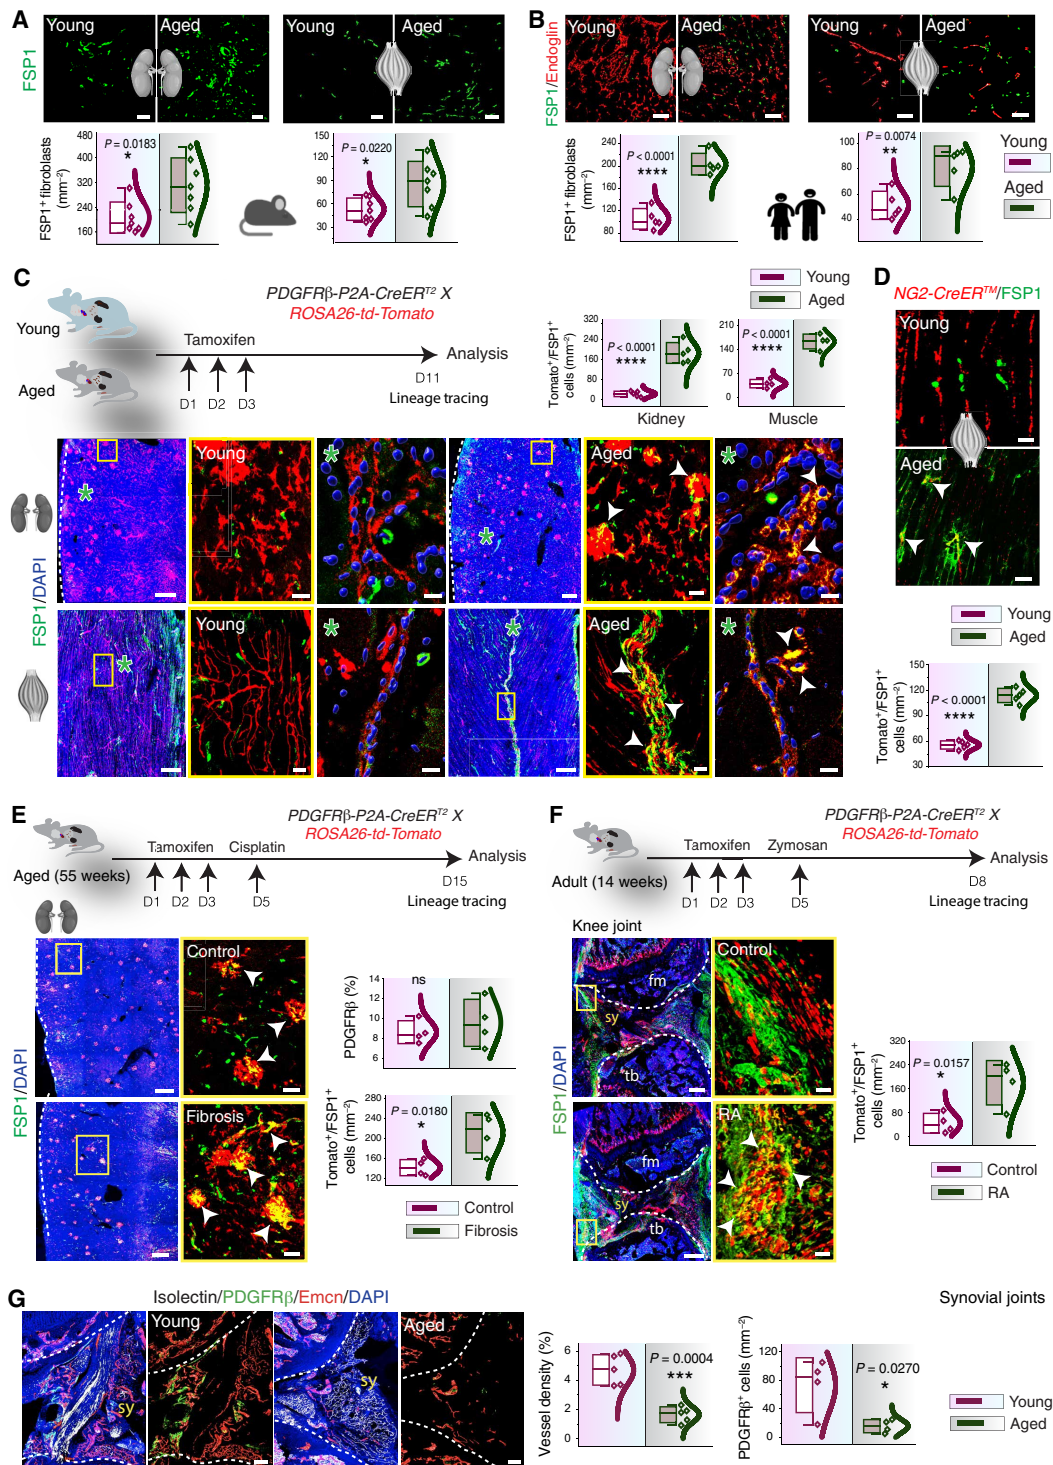 A
Young
Aged
Young
Aged
FSP1
FSP1⁺ fibroblasts
(mm⁻²)
480
400
320
240
160
P = 0.0183
*
150
120
90
60
30
P = 0.0220
*
B
Young
Aged
Young
Aged
FSP1/Endoglin
FSP1⁺ fibroblasts
(mm⁻²)
240
200
160
120
80
P < 0.0001
****
100
80
60
40
P = 0.0074
**
Young
Aged
C
Young
Aged
PDGFRβ-P2A-CreERᵀ² X
ROSA26-td-Tomato
Tamoxifen
D1
D2
D3
Analysis
D11
Lineage tracing
Young
Aged
Tomato⁺/FSP1⁺
cells (mm⁻²)
320
240
160
80
0
P < 0.0001
****
Kidney
210
140
70
0
P < 0.0001
****
Muscle
FSP1/DAPI
*
Young
*
*
Aged
*
*
Young
*
*
Aged
*
D
NG2-CreERᵀᴹ/FSP1
Young
Aged
Young
Aged
Tomato⁺/FSP1⁺
cells (mm⁻²)
150
120
90
60
30
P < 0.0001
****
E
PDGFRβ-P2A-CreERᵀ² X
ROSA26-td-Tomato
Aged (55 weeks)
Tamoxifen
Cisplatin
D1
D2
D3
D5
Analysis
D15
Lineage tracing
FSP1/DAPI
Control
Fibrosis
PDGFRβ (%)
14
12
10
8
6
ns
Tomato⁺/FSP1⁺
cells (mm⁻²)
280
240
200
160
120
P = 0.0180
*
Control
Fibrosis
F
PDGFRβ-P2A-CreERᵀ² X
ROSA26-td-Tomato
Adult (14 weeks)
Tamoxifen
Zymosan
D1
D2
D3
D5
Analysis
D8
Lineage tracing
Knee joint
FSP1/DAPI
fm
sy
tb
Control
fm
sy
tb
RA
Tomato⁺/FSP1⁺
cells (mm⁻²)
320
240
160
80
0
P = 0.0157
*
Control
RA
G
Isolectin/PDGFRβ/Emcn/DAPI
sy
Young
sy
Aged
Vessel density (%)
6
4
2
0
P = 0.0004
***
PDGFRβ⁺ cells (mm⁻²)
120
80
40
0
P = 0.0270
*
Synovial joints
Young
Aged